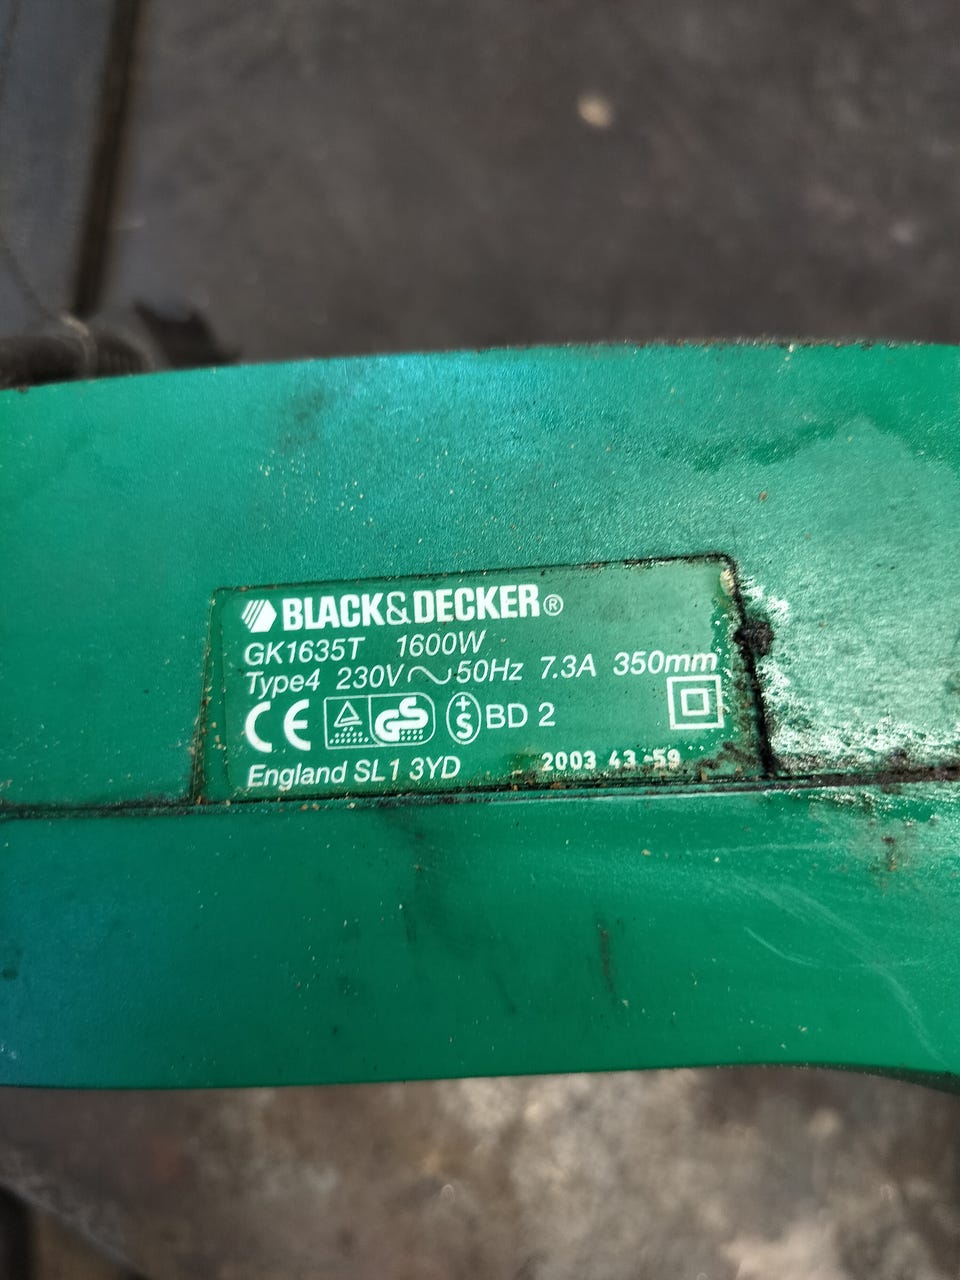 BLACK&DECKER®
GK1635T 1600W
Type4 230V~50Hz 7.3A 350mm
CE GS +S BD 2
England SL1 3YD 2003 43-59